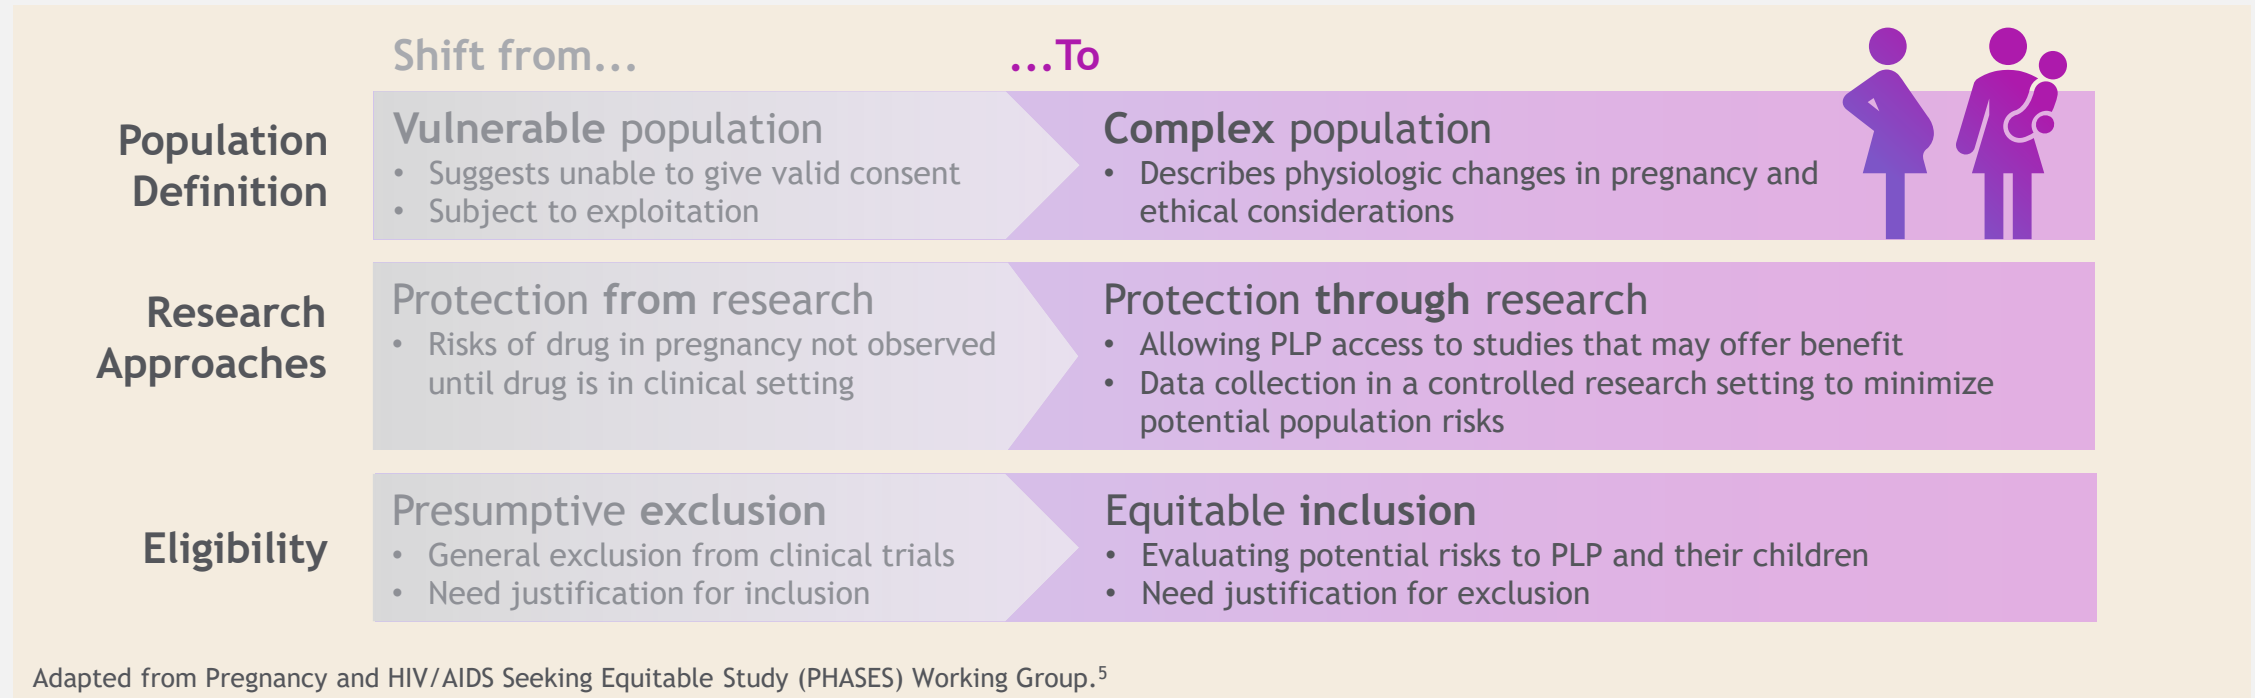 Shift from...
...To
Population
Definition
Vulnerable population
• Suggests unable to give valid consent
• Subject to exploitation
Complex population
• Describes physiologic changes in pregnancy and
ethical considerations
Research
Approaches
Protection from research
• Risks of drug in pregnancy not observed
until drug is in clinical setting
Protection through research
• Allowing PLP access to studies that may offer benefit
• Data collection in a controlled research setting to minimize
potential population risks
Eligibility
Presumptive exclusion
• General exclusion from clinical trials
• Need justification for inclusion
Equitable inclusion
• Evaluating potential risks to PLP and their children
• Need justification for exclusion
Adapted from Pregnancy and HIV/AIDS Seeking Equitable Study (PHASES) Working Group.⁵